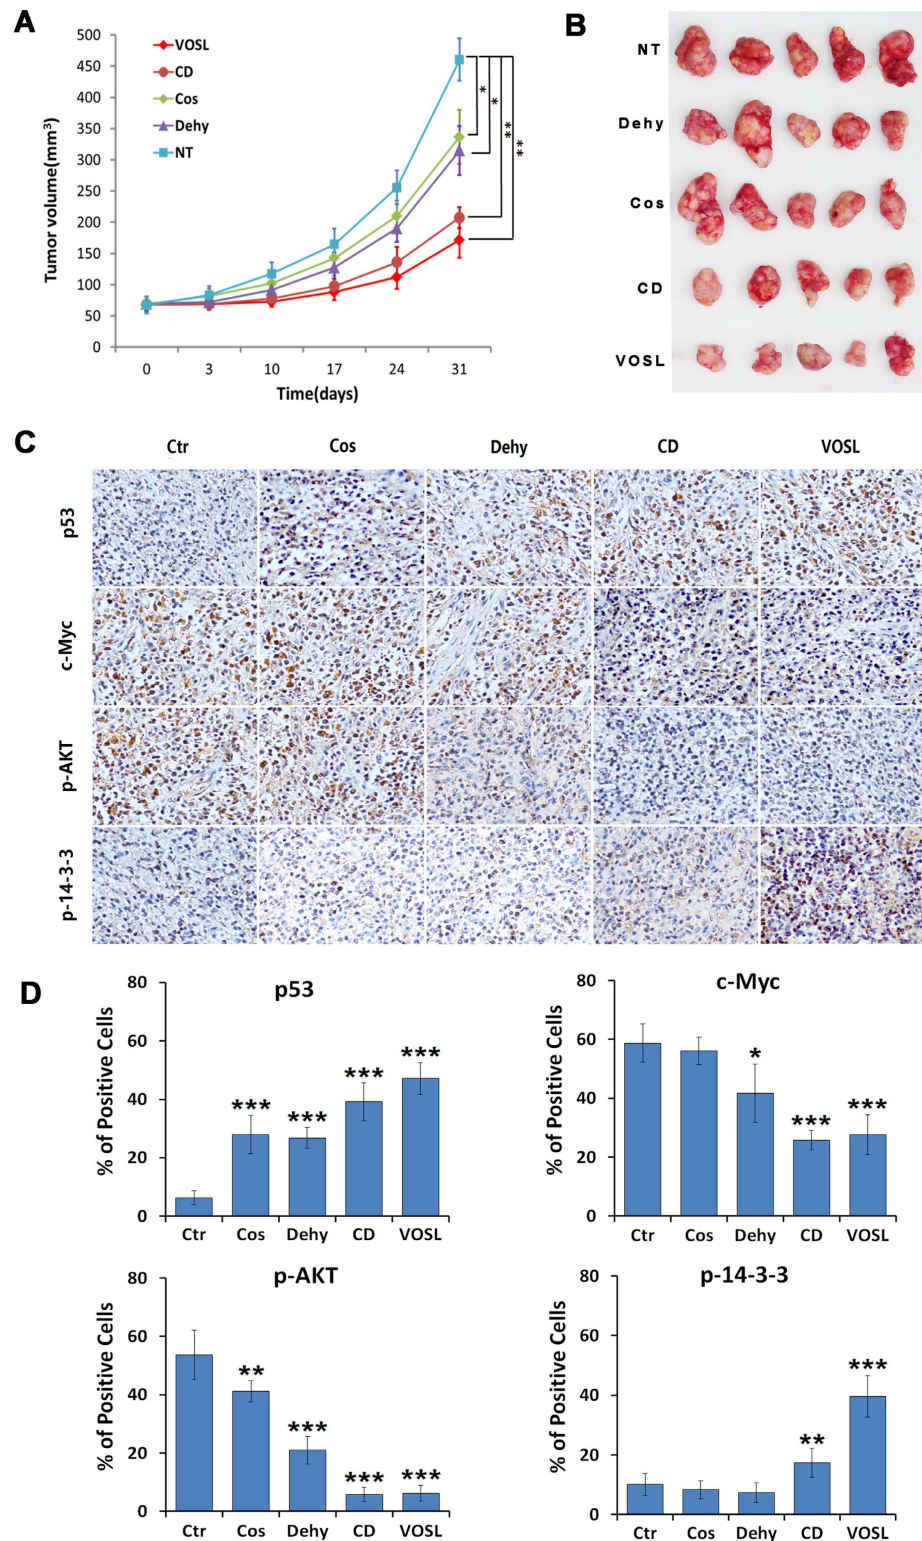 A
Tumor volume(mm³)
500
450
400
350
300
250
200
150
100
50
0
VOSL
CD
Cos
Dehy
NT
*
*
**
**
0 3 10 17 24 31
Time(days)
B
NT
Dehy
Cos
CD
VOSL
C
Ctr Cos Dehy CD VOSL
p53
c-Myc
p-AKT
p-14-3-3
D
p53
% of Positive Cells
80
60
40
20
0
*** *** *** ***
Ctr Cos Dehy CD VOSL
c-Myc
% of Positive Cells
80
60
40
20
0
* *** ***
Ctr Cos Dehy CD VOSL
p-AKT
% of Positive Cells
80
60
40
20
0
** *** *** ***
Ctr Cos Dehy CD VOSL
p-14-3-3
% of Positive Cells
80
60
40
20
0
** ***
Ctr Cos Dehy CD VOSL